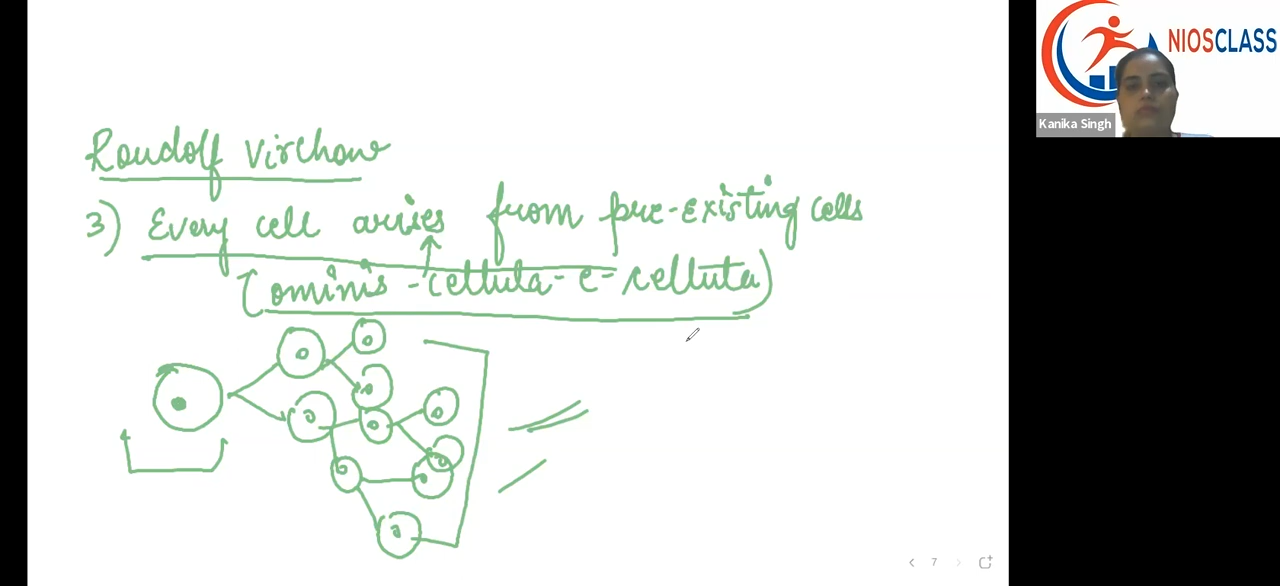 Roudolf Virchow
3) Every cell arises from pre-existing cells
(ominis - cellula - e - cellula)
NIOSCLASS
Kanika Singh
7